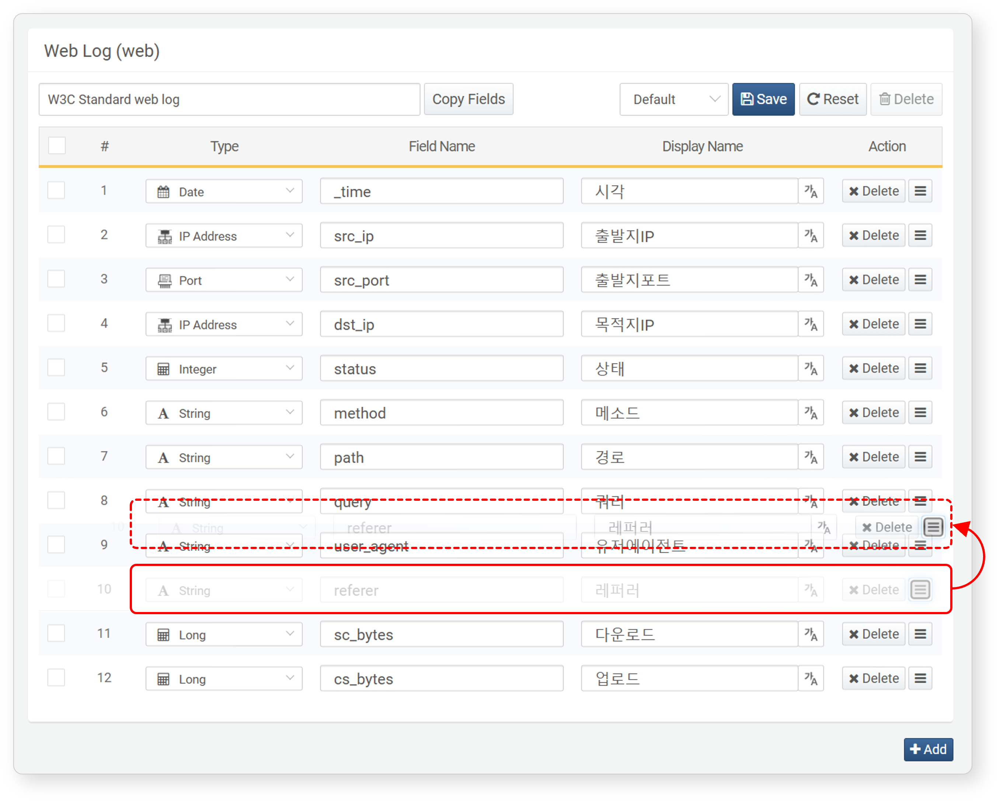 Web Log (web)
W3C Standard web log Copy Fields Default Save Reset Delete
# Type Field Name Display Name Action
1 Date _time 시각 가A Delete
2 IP Address src_ip 출발지IP 가A Delete
3 Port src_port 출발지포트 가A Delete
4 IP Address dst_ip 목적지IP 가A Delete
5 Integer status 상태 가A Delete
6 A String method 메소드 가A Delete
7 A String path 경로 가A Delete
8 A String query 쿼리 가A Delete
10 A String referer 레퍼러 가A Delete
9 A String user_agent 유저에이전트 가A Delete
10 A String referer 레퍼러 가A Delete
11 Long sc_bytes 다운로드 가A Delete
12 Long cs_bytes 업로드 가A Delete
Add